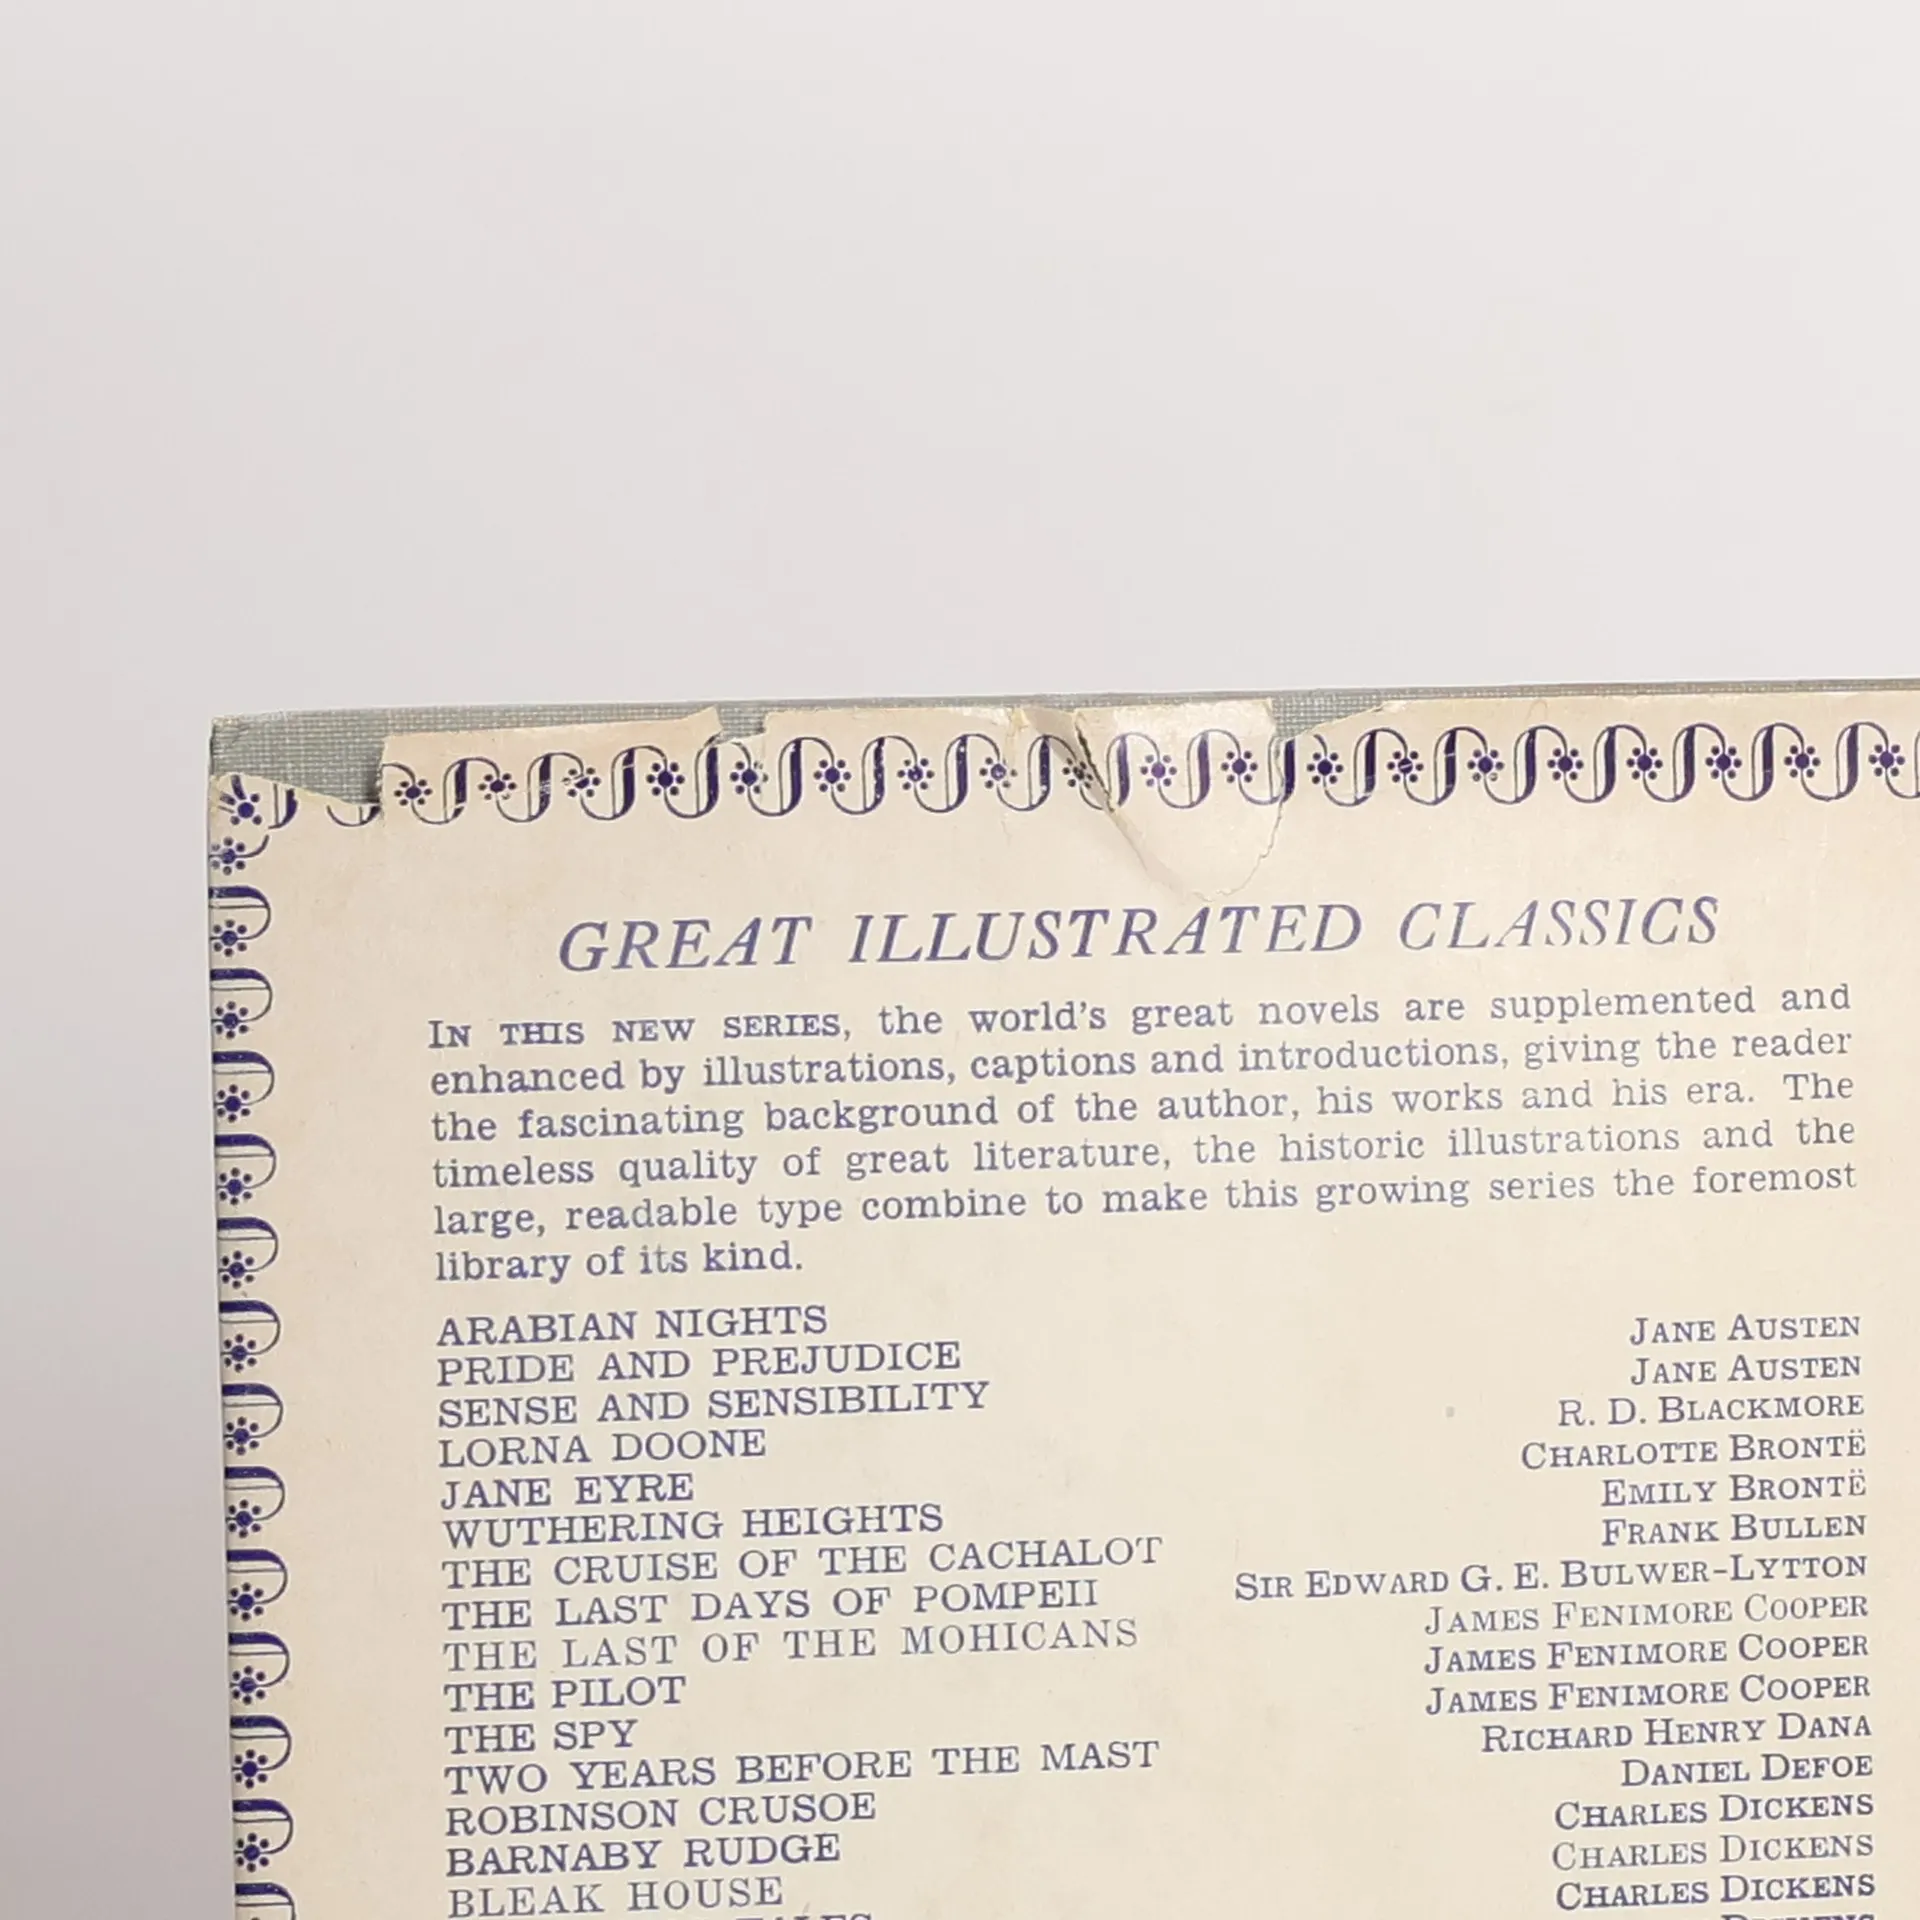 GREAT ILLUSTRATED CLASSICS
IN THIS NEW SERIES, the world's great novels are supplemented and
enhanced by illustrations, captions and introductions, giving the reader
the fascinating background of the author, his works and his era. The
timeless quality of great literature, the historic illustrations and the
large, readable type combine to make this growing series the foremost
library of its kind.
ARABIAN NIGHTS
PRIDE AND PREJUDICE JANE AUSTEN
SENSE AND SENSIBILITY JANE AUSTEN
LORNA DOONE R. D. BLACKMORE
JANE EYRE CHARLOTTE BRONTË
WUTHERING HEIGHTS EMILY BRONTË
THE CRUISE OF THE CACHALOT FRANK BULLEN
THE LAST DAYS OF POMPEII SIR EDWARD G. E. BULWER-LYTTON
THE LAST OF THE MOHICANS JAMES FENIMORE COOPER
THE PILOT JAMES FENIMORE COOPER
THE SPY JAMES FENIMORE COOPER
TWO YEARS BEFORE THE MAST RICHARD HENRY DANA
ROBINSON CRUSOE DANIEL DEFOE
BARNABY RUDGE CHARLES DICKENS
BLEAK HOUSE CHARLES DICKENS
TALES CHARLES DICKENS
DICKENS